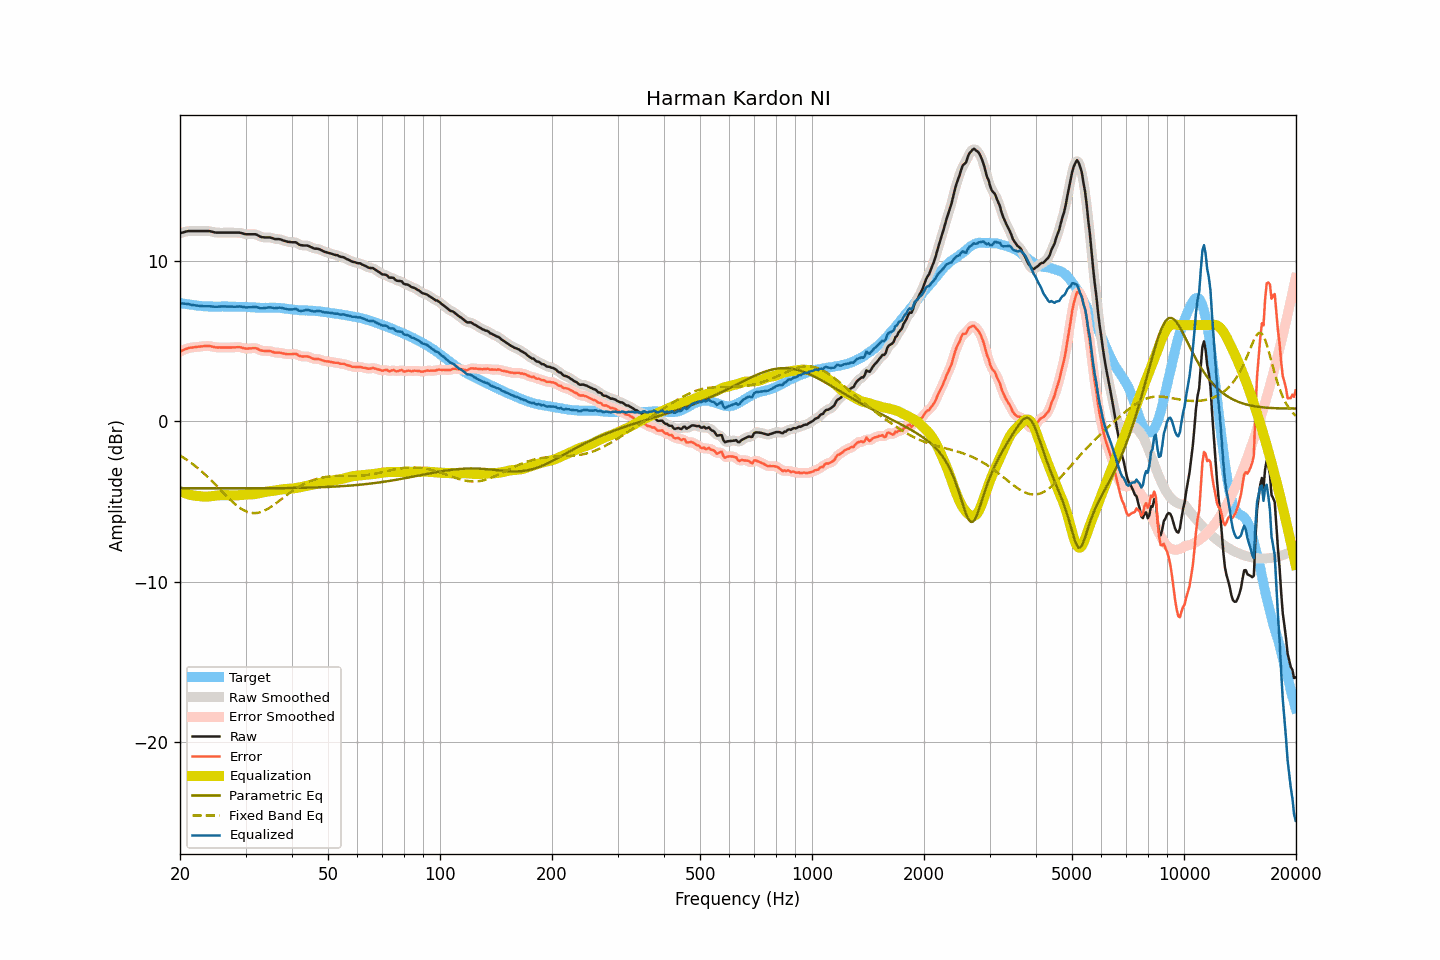 Harman Kardon NI
Amplitude (dBr)
10
0
−10
−20
Target
Raw Smoothed
Error Smoothed
Raw
Error
Equalization
Parametric Eq
Fixed Band Eq
Equalized
20 50 100 200 500 1000 2000 5000 10000 20000
Frequency (Hz)